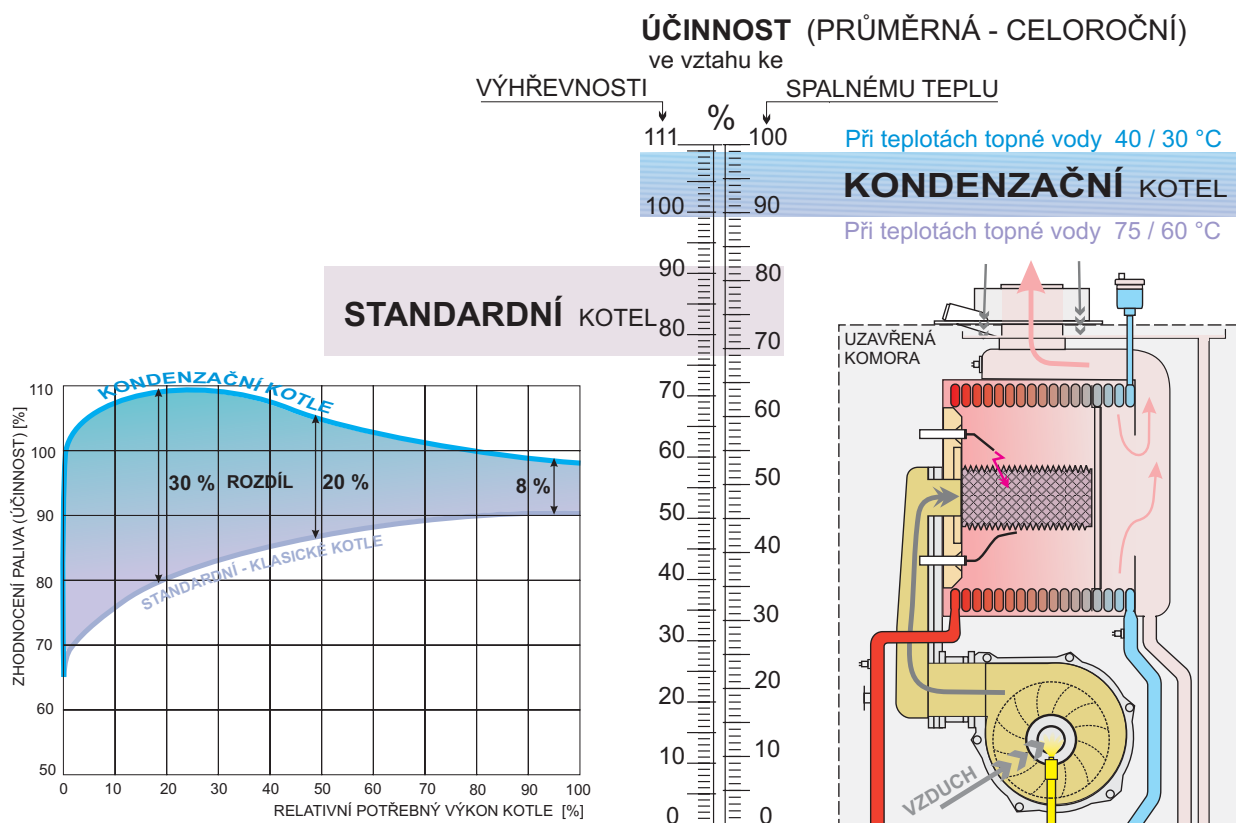 ÚČINNOST (PRŮMĚRNÁ - CELOROČNÍ)
ve vztahu ke
VÝHŘEVNOSTI
SPALNÉMU TEPLU
%
111
100
Při teplotách topné vody 40 / 30 °C
KONDENZAČNÍ KOTEL
100
90
Při teplotách topné vody 75 / 60 °C
90
80
STANDARDNÍ KOTEL
80
70
70
60
60
50
50
40
40
30
30
20
20
10
10
0
0
UZAVŘENÁ
KOMORA
VZDUCH
ZHODNOCENÍ PALIVA (ÚČINNOST) [%]
110
100
90
80
70
60
50
KONDENZAČNÍ KOTLE
30 % ROZDÍL 20 % 8 %
STANDARDNÍ - KLASICKÉ KOTLE
0 10 20 30 40 50 60 70 80 90 100
RELATIVNÍ POTŘEBNÝ VÝKON KOTLE [%]